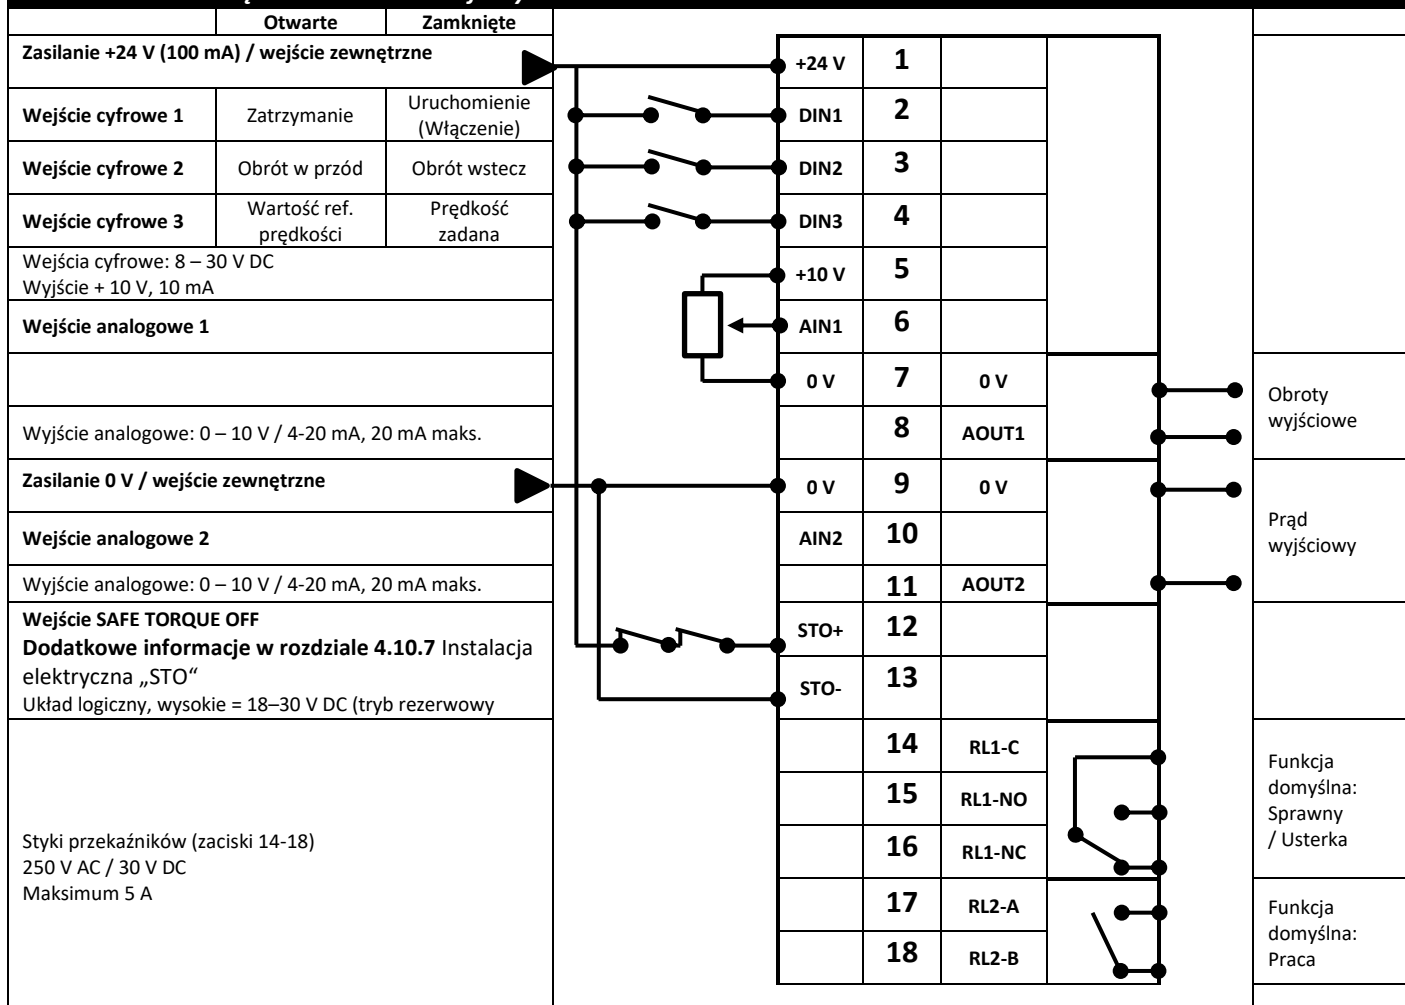 Otwarte Zamknięte
Zasilanie +24 V (100 mA) / wejście zewnętrzne
+24 V 1
Wejście cyfrowe 1 Zatrzymanie Uruchomienie
(Włączenie)
DIN1 2
Wejście cyfrowe 2 Obrót w przód Obrót wstecz
DIN2 3
Wejście cyfrowe 3 Wartość ref.
prędkości
Prędkość
zadana
DIN3 4
Wejścia cyfrowe: 8 – 30 V DC
Wyjście + 10 V, 10 mA
+10 V 5
Wejście analogowe 1
AIN1 6
0 V 7 0 V
Obroty
wyjściowe
Wyjście analogowe: 0 – 10 V / 4-20 mA, 20 mA maks.
8 AOUT1
Zasilanie 0 V / wejście zewnętrzne
0 V 9 0 V
Prąd
wyjściowy
Wejście analogowe 2
AIN2 10
Wyjście analogowe: 0 – 10 V / 4-20 mA, 20 mA maks.
11 AOUT2
Wejście SAFE TORQUE OFF
Dodatkowe informacje w rozdziale 4.10.7 Instalacja
elektryczna „STO“
Układ logiczny, wysokie = 18–30 V DC (tryb rezerwowy
STO+ 12
STO- 13
14 RL1-C
15 RL1-NO
16 RL1-NC
Funkcja
domyślna:
Sprawny
/ Usterka
Styki przekaźników (zaciski 14-18)
250 V AC / 30 V DC
Maksimum 5 A
17 RL2-A
18 RL2-B
Funkcja
domyślna:
Praca